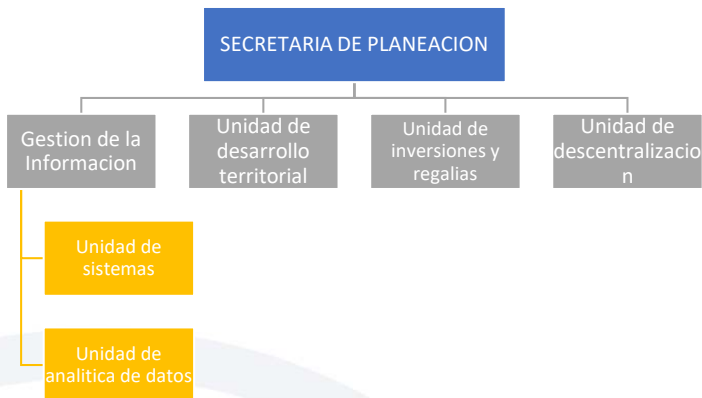 SECRETARIA DE PLANEACION
Gestion de la
Informacion
Unidad de
desarrollo
territorial
Unidad de
inversiones y
regalias
Unidad de
descentralizacio
n
Unidad de
sistemas
Unidad de
analitica de datos